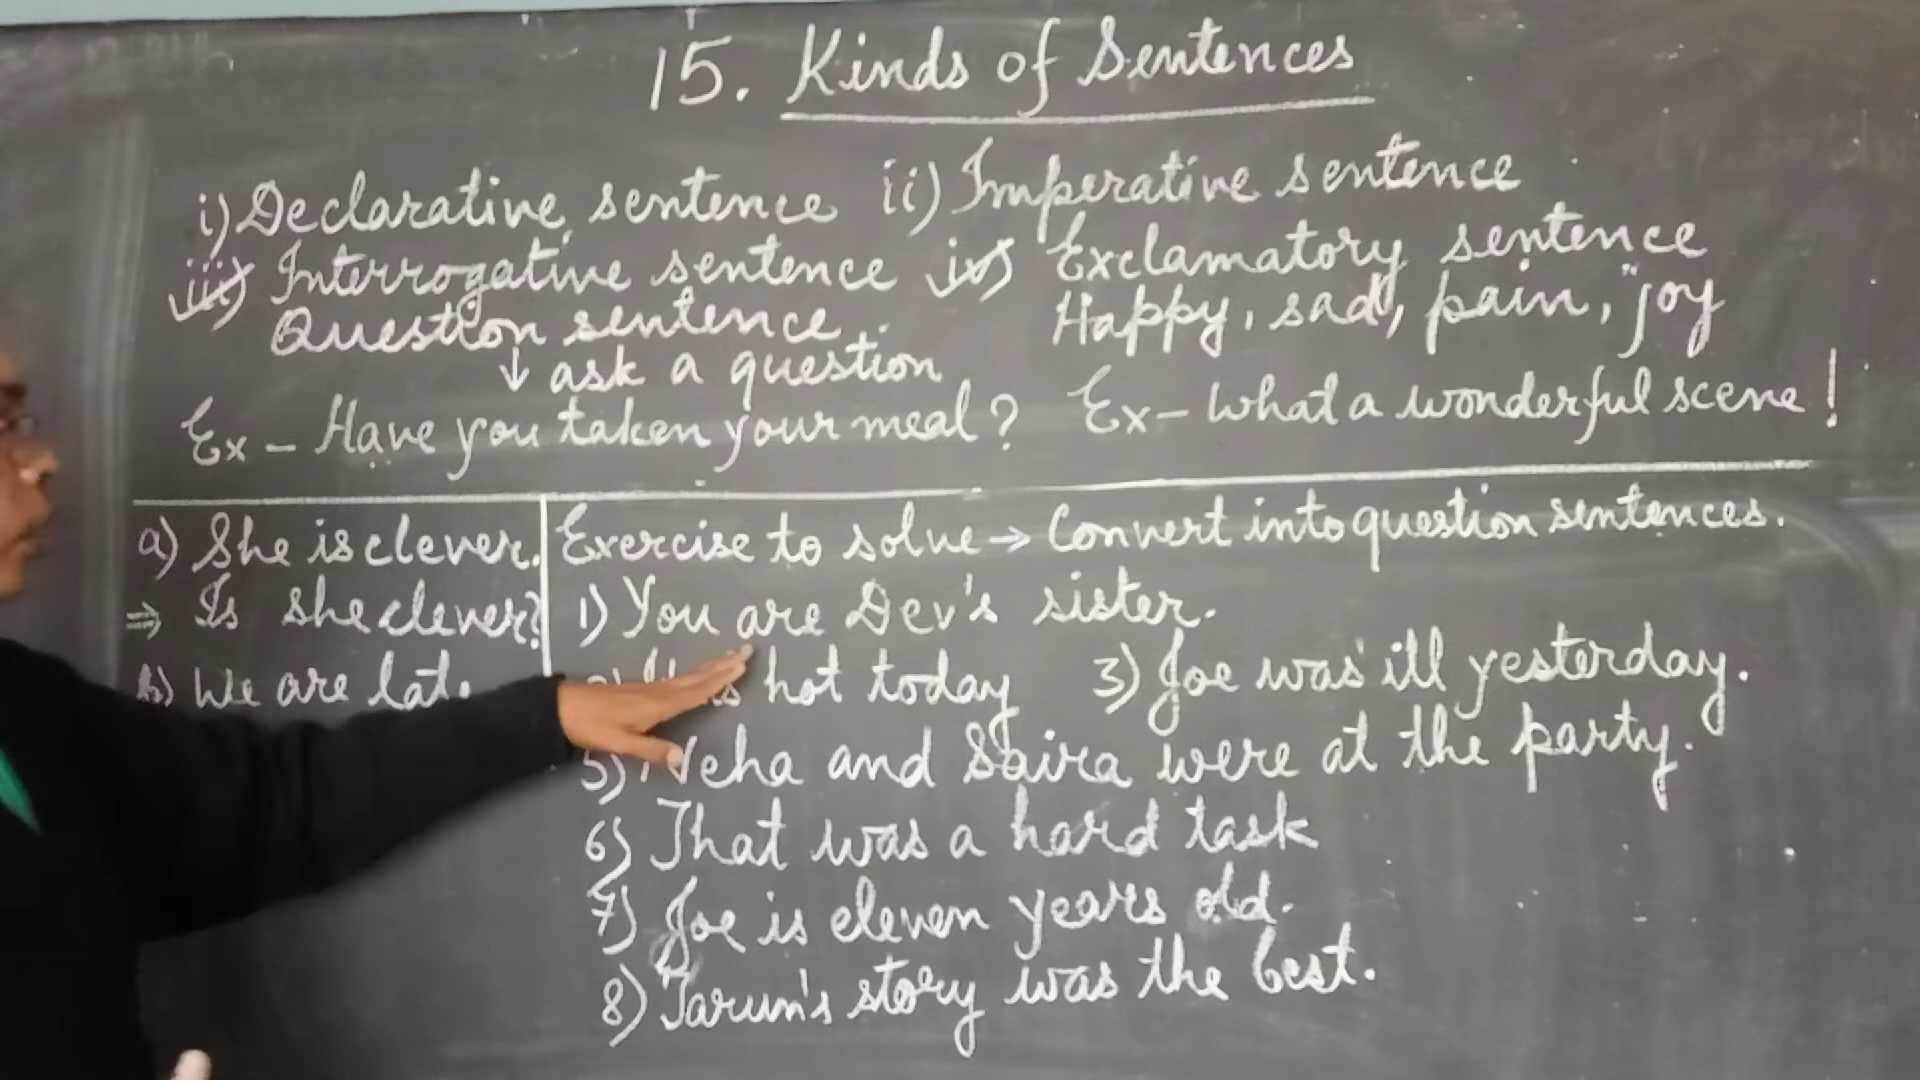 15. Kinds of Sentences
i) Declarative sentence ii) Imperative sentence
iii) Interrogative sentence iv) Exclamatory sentence
Question sentence Happy, sad, pain, joy
↓ ask a question
Ex - Have you taken your meal? Ex - What a wonderful scene!
a) She is clever. Exercise to solve → Convert into question sentences.
⇒ Is she clever? 1) You are Dev's sister.
b) We are hot today 3) Joe was ill yesterday.
5) Neha and Saira were at the party.
6) That was a hard task
7) Joe is eleven years old.
8) Tarun's story was the best.